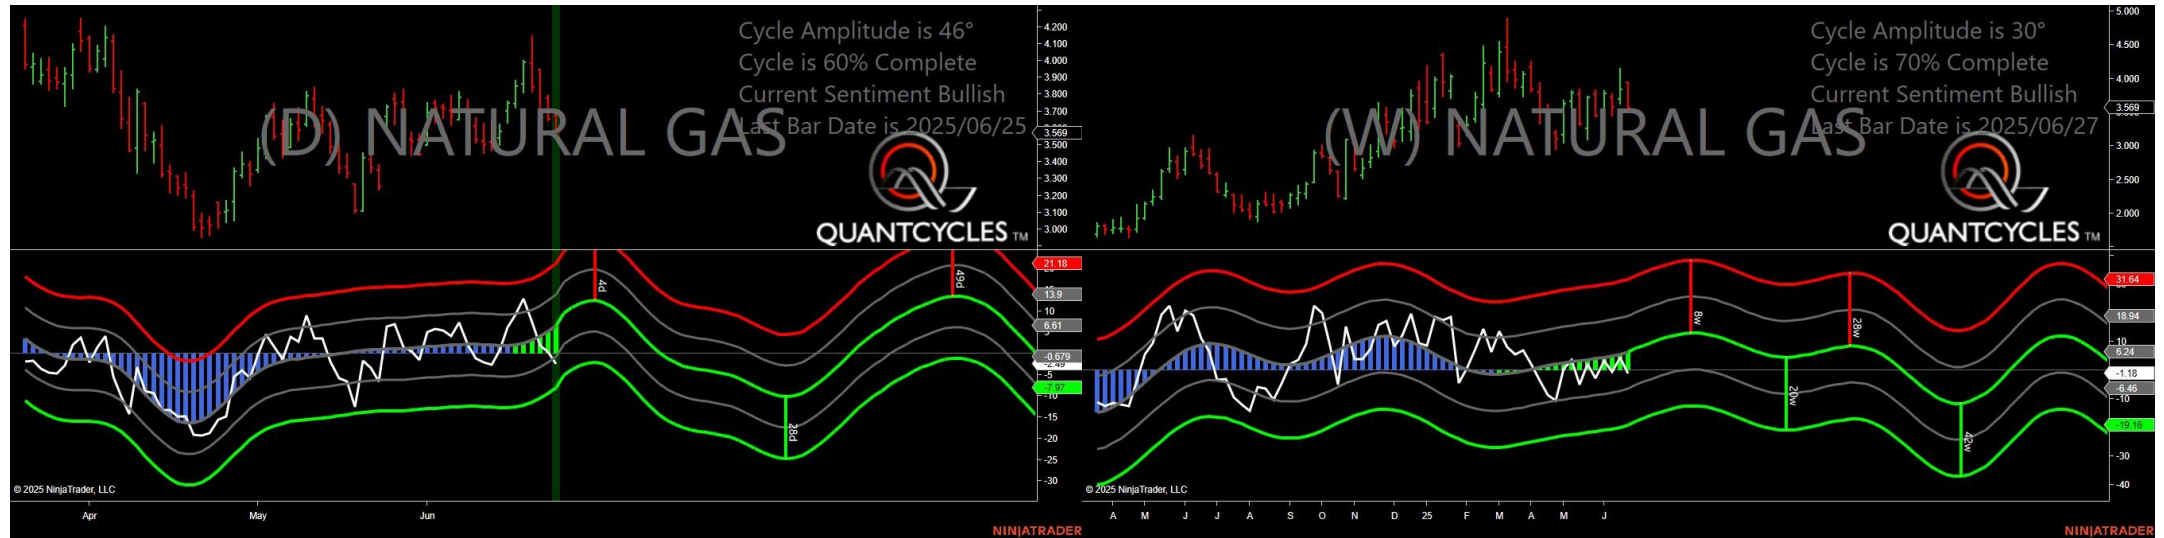 Cycle Amplitude is 46°
Cycle is 60% Complete
Current Sentiment Bullish
Last Bar Date is 2025/06/25
(D) NATURAL GAS
QUANTCYCLES TM
4.200
4.100
4.000
3.900
3.800
3.700
3.569
3.500
3.400
3.300
3.200
3.100
3.000
21.18
13.9
10
6.61
-0.679
-2.49
-5
-7.97
-10
-15
-20
-25
-30
4d
28d
49d
© 2025 NinjaTrader, LLC
Apr May Jun
NINJATRADER
Cycle Amplitude is 30°
Cycle is 70% Complete
Current Sentiment Bullish
Last Bar Date is 2025/06/27
(W) NATURAL GAS
QUANTCYCLES TM
5.000
4.500
4.000
3.569
3.000
2.500
2.000
31.64
18.94
10
6.24
-1.18
-6.46
-10
-19.16
-30
-40
8w
20w
28w
42w
© 2025 NinjaTrader, LLC
A M J J A S O N D 25 F M A M J
NINJATRADER